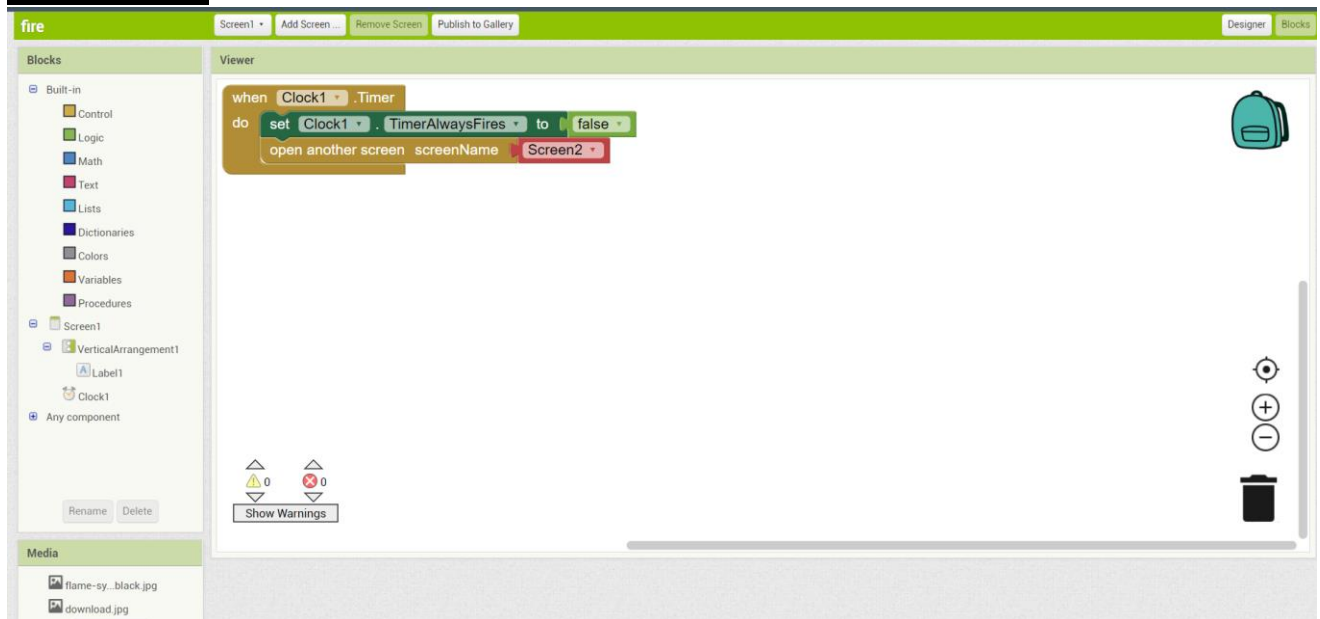 fire
Screen1
Add Screen ...
Remove Screen
Publish to Gallery
Designer
Blocks
Blocks
Viewer
Built-in
Control
Logic
Math
Text
Lists
Dictionaries
Colors
Variables
Procedures
Screen1
VerticalArrangement1
A Label1
Clock1
Any component
Rename
Delete
Media
flame-sy...black.jpg
download.jpg
when Clock1 .Timer
do set Clock1 . TimerAlwaysFires to false
open another screen screenName Screen2
0
0
Show Warnings